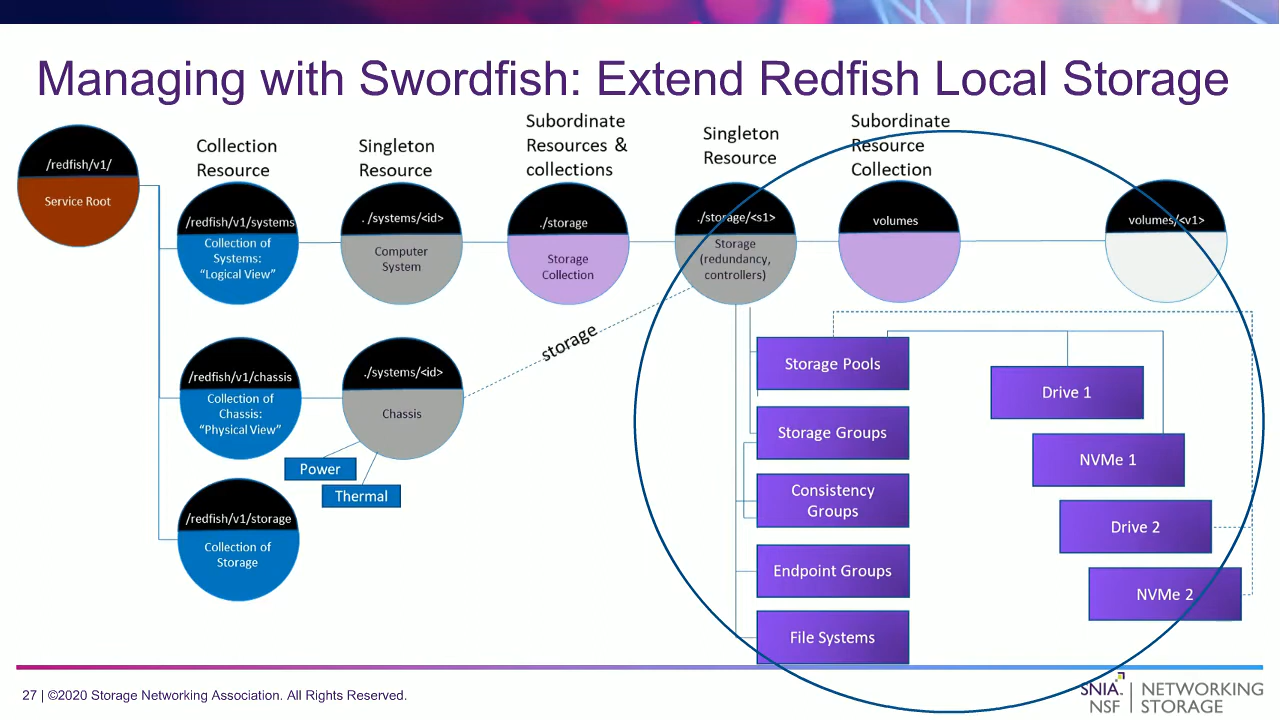 Managing with Swordfish: Extend Redfish Local Storage
Collection
Resource
Singleton
Resource
Subordinate
Resources &
collections
Singleton
Resource
Subordinate
Resource
Collection
/redfish/v1/
Service Root
/redfish/v1/systems
Collection of
Systems:
“Logical View”
. /systems/<id>
Computer
System
./storage
Storage
Collection
./storage/<s1>
Storage
(redundancy,
controllers)
volumes
volumes/<v1>
storage
/redfish/v1/chassis
Collection of
Chassis:
“Physical View”
./systems/<id>
Chassis
Power
Thermal
/redfish/v1/storage
Collection of
Storage
Storage Pools
Storage Groups
Consistency
Groups
Endpoint Groups
File Systems
Drive 1
NVMe 1
Drive 2
NVMe 2
27 | ©2020 Storage Networking Association. All Rights Reserved.
SNIA™ | NETWORKING
NSF | STORAGE